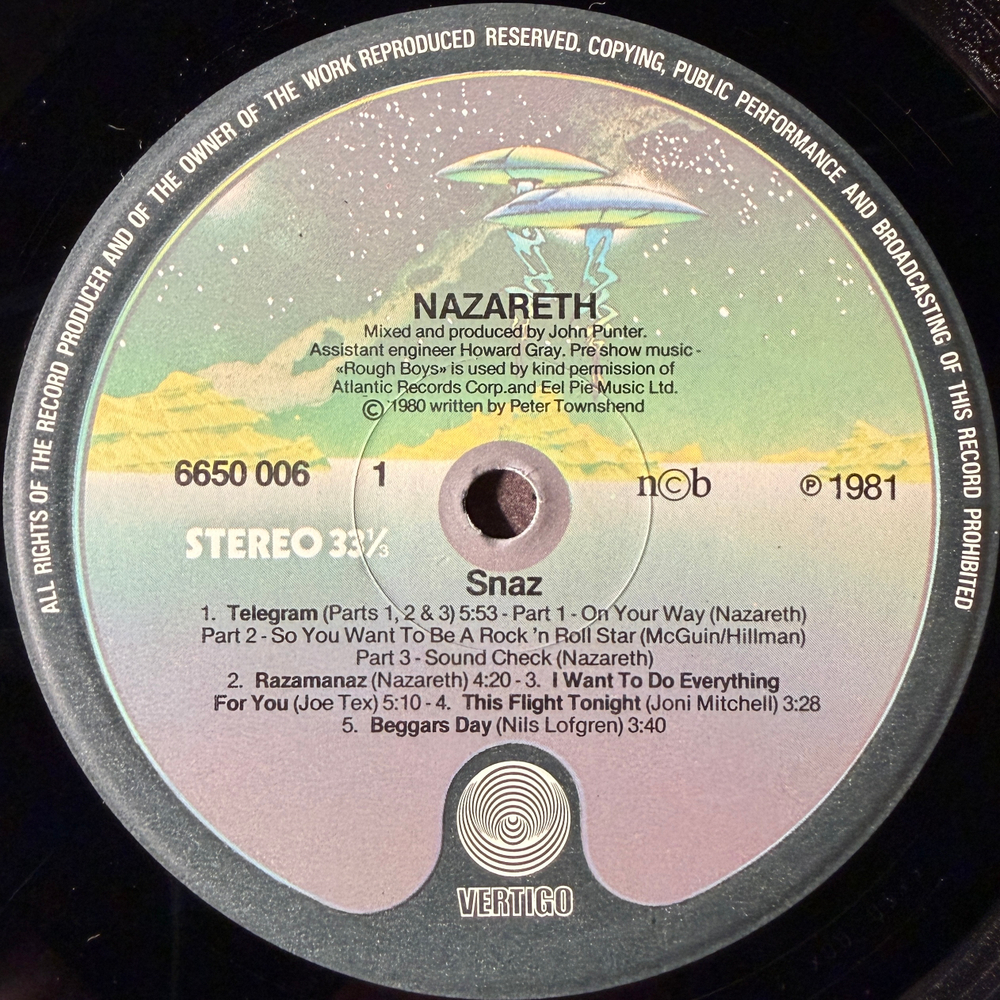 ALL RIGHTS OF THE RECORD PRODUCER AND OF THE OWNER OF THE WORK REPRODUCED RESERVED. COPYING, PUBLIC PERFORMANCE AND BROADCASTING OF THIS RECORD PROHIBITED
NAZARETH
Mixed and produced by John Punter.
Assistant engineer Howard Gray. Pre show music -
«Rough Boys» is used by kind permission of
Atlantic Records Corp.and Eel Pie Music Ltd.
© 1980 written by Peter Townshend
6650 006 1 n©b ℗ 1981
STEREO 33⅓
Snaz
1. Telegram (Parts 1, 2 & 3) 5:53 - Part 1 - On Your Way (Nazareth)
Part 2 - So You Want To Be A Rock 'n Roll Star (McGuin/Hillman)
Part 3 - Sound Check (Nazareth)
2. Razamanaz (Nazareth) 4:20 - 3. I Want To Do Everything
For You (Joe Tex) 5:10 - 4. This Flight Tonight (Joni Mitchell) 3:28
5. Beggars Day (Nils Lofgren) 3:40
VERTIGO